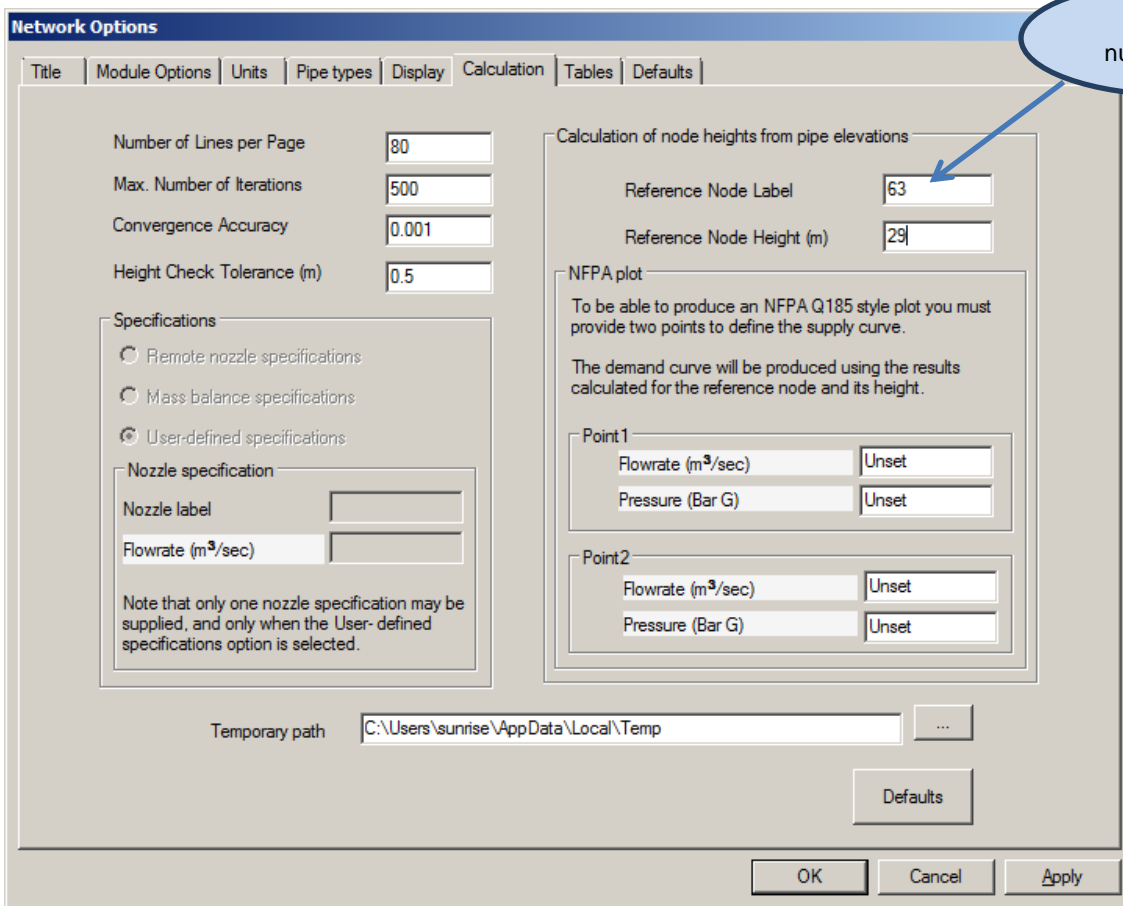 Network Options
nu
Title Module Options Units Pipe types Display Calculation Tables Defaults
Number of Lines per Page 80
Max. Number of Iterations 500
Convergence Accuracy 0.001
Height Check Tolerance (m) 0.5
Specifications
Remote nozzle specifications
Mass balance specifications
User-defined specifications
Nozzle specification
Nozzle label
Flowrate (m³/sec)
Note that only one nozzle specification may be
supplied, and only when the User- defined
specifications option is selected.
Calculation of node heights from pipe elevations
Reference Node Label 63
Reference Node Height (m) 29
NFPA plot
To be able to produce an NFPA Q185 style plot you must
provide two points to define the supply curve.
The demand curve will be produced using the results
calculated for the reference node and its height.
Point1
Flowrate (m³/sec) Unset
Pressure (Bar G) Unset
Point2
Flowrate (m³/sec) Unset
Pressure (Bar G) Unset
Temporary path C:\Users\sunrise\AppData\Local\Temp ...
Defaults
OK Cancel Apply